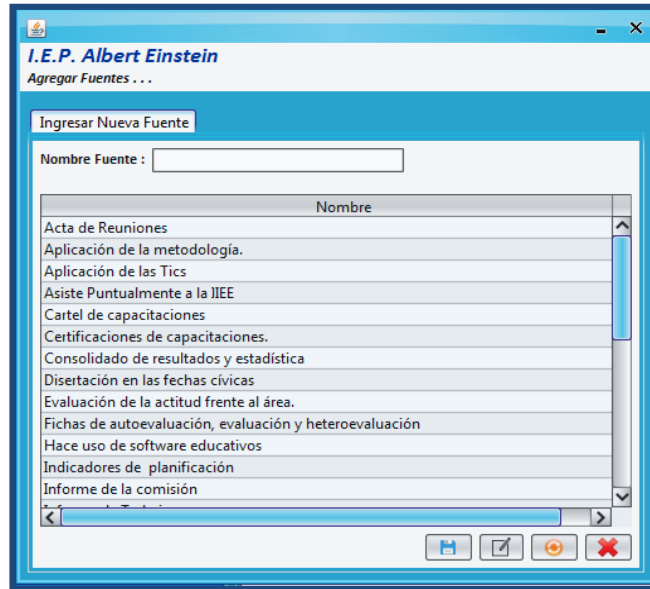 I.E.P. Albert Einstein
Agregar Fuentes . . .
Ingresar Nueva Fuente
Nombre Fuente :
Nombre
Acta de Reuniones
Aplicación de la metodología.
Aplicación de las Tics
Asiste Puntualmente a la IIEE
Cartel de capacitaciones
Certificaciones de capacitaciones.
Consolidado de resultados y estadística
Disertación en las fechas cívicas
Evaluación de la actitud frente al área.
Fichas de autoevaluación, evaluación y heteroevaluación
Hace uso de software educativos
Indicadores de  planificación
Informe de la comisión